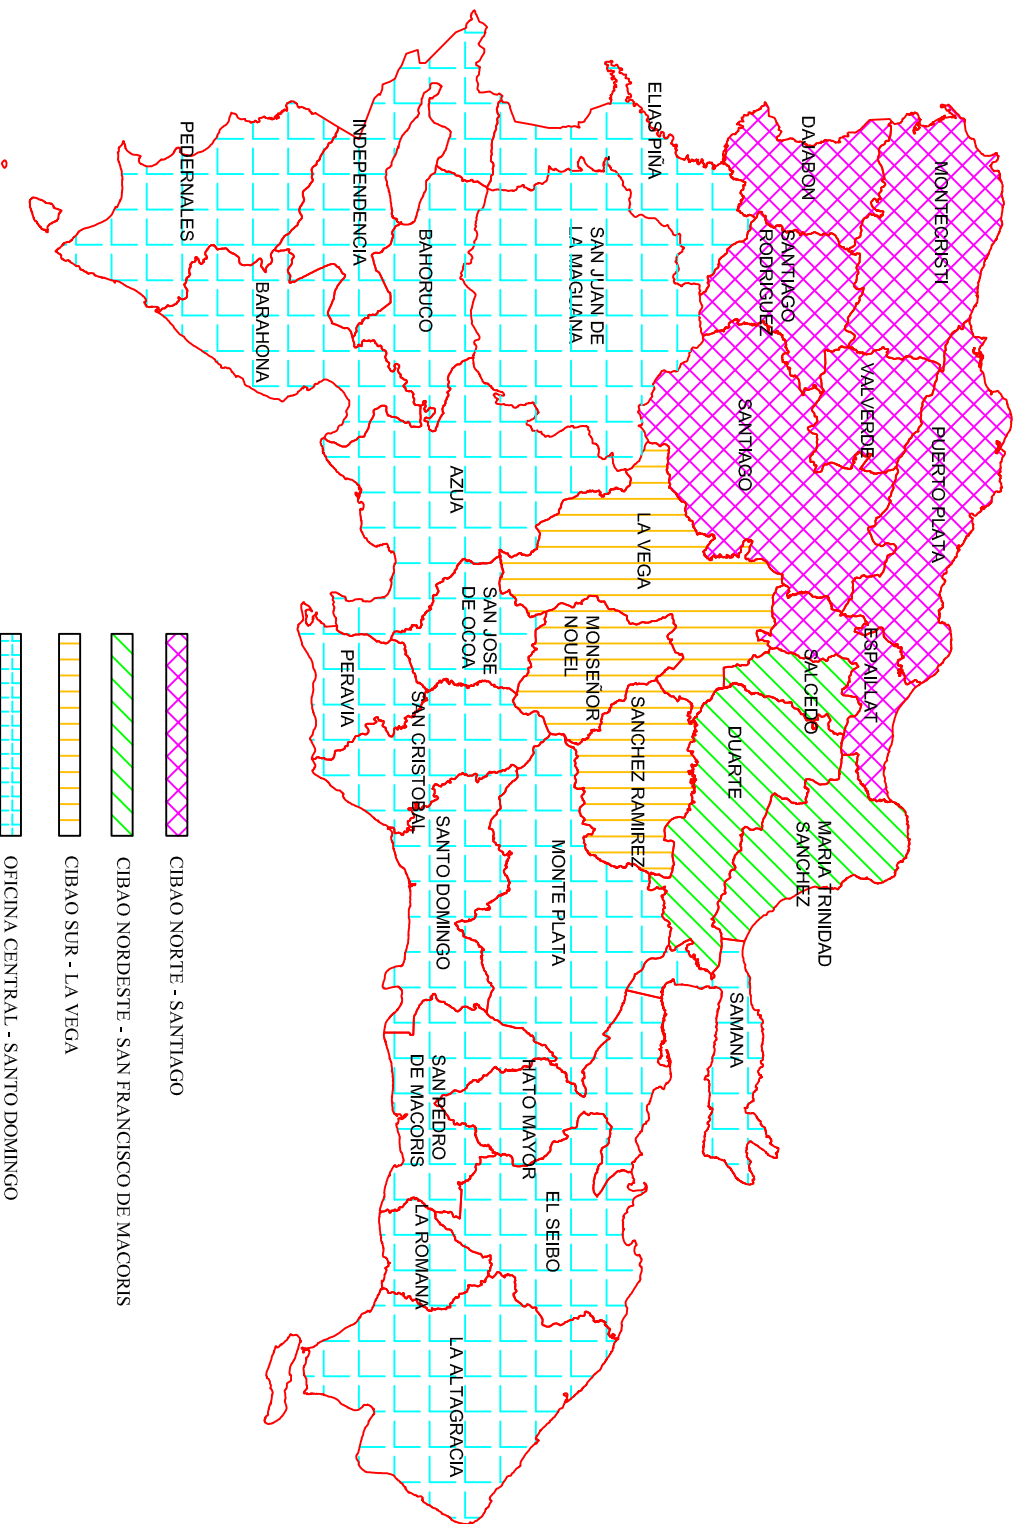 MONTECRISTI
PUERTO PLATA
DAJABON
VALVERDE
ESPAILLAT
SANTIAGO
RODRIGUEZ
SANTIAGO
SALCEDO
MARIA TRINIDAD
SANCHEZ
ELIAS PIÑA
LA VEGA
DUARTE
SAMANA
SAN JUAN DE
LA MAGUANA
MONSEÑOR
NOUEL
SANCHEZ RAMIREZ
MONTE PLATA
HATO MAYOR
EL SEIBO
BAHORUCO
AZUA
SAN JOSE
DE OCOA
SAN CRISTOBAL
SANTO DOMINGO
SAN PEDRO
DE MACORIS
LA ROMANA
LA ALTAGRACIA
INDEPENDENCIA
PERAVIA
BARAHONA
PEDERNALES
CIBAO NORTE - SANTIAGO
CIBAO NORDESTE - SAN FRANCISCO DE MACORIS
CIBAO SUR - LA VEGA
OFICINA CENTRAL - SANTO DOMINGO